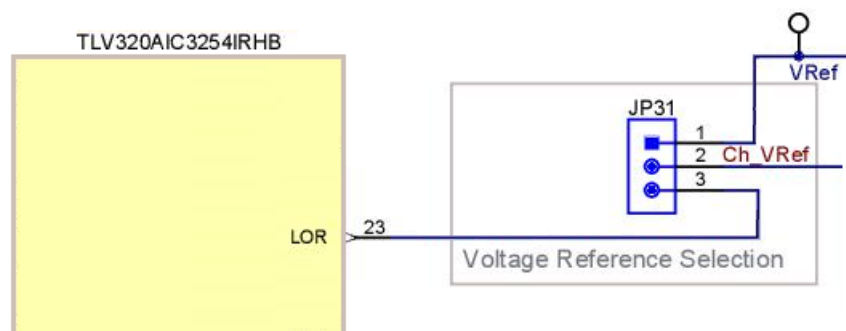 TLV320AIC3254IRHB
VRef
JP31
1
2 Ch_VRef
3
LOR 23
Voltage Reference Selection